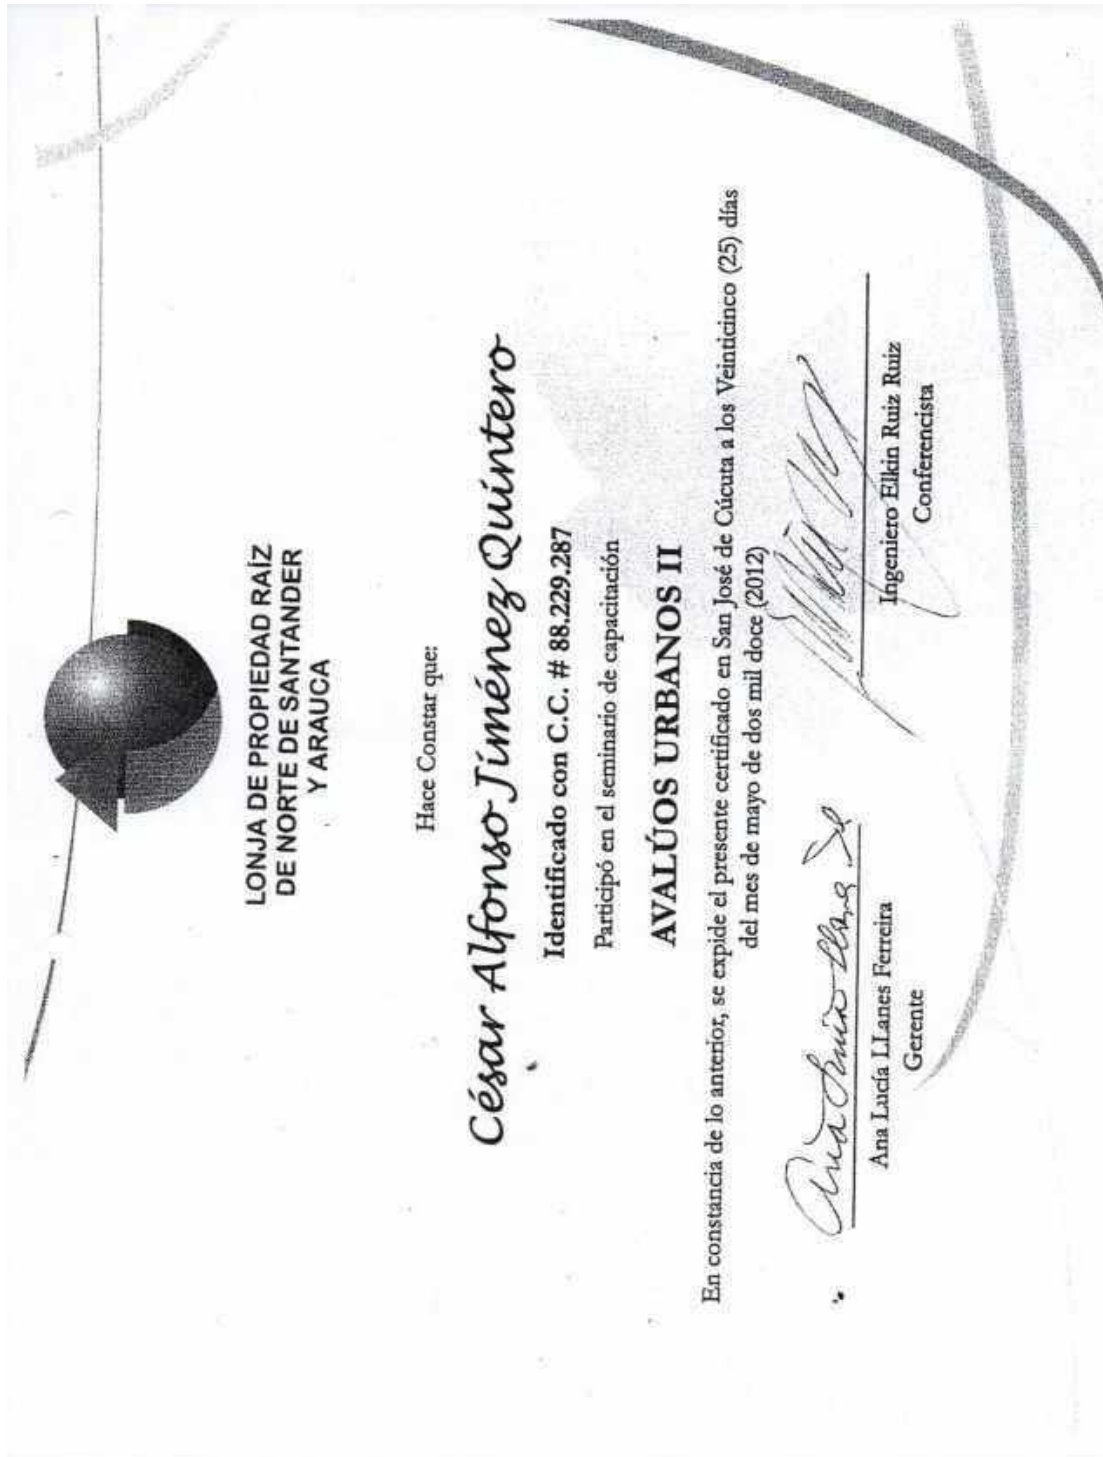 LONJA DE PROPIEDAD RAÍZ
DE NORTE DE SANTANDER
Y ARAUCA
Hace Constar que:
César Alfonso Jiménez Quintero
Identificado con C.C. # 88.229.287
Participó en el seminario de capacitación
AVALÚOS URBANOS II
En constancia de lo anterior, se expide el presente certificado en San José de Cúcuta a los Veinticinco (25) días
del mes de mayo de dos mil doce (2012)
Ana Lucía LLanes Ferreira
Gerente
Ingeniero Elkin Ruiz Ruiz
Conferencista